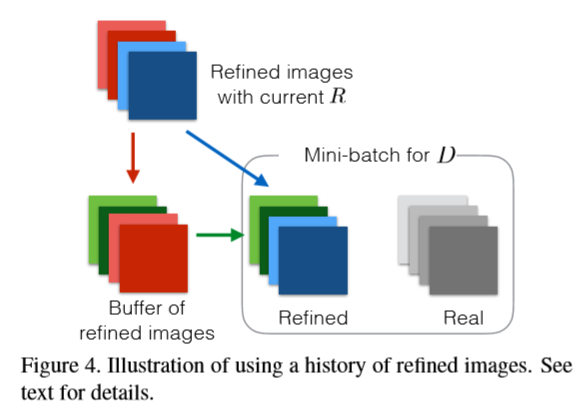 Refined images
with current R
Mini-batch for D
Buffer of
refined images
Refined
Real
Figure 4. Illustration of using a history of refined images. See
text for details.